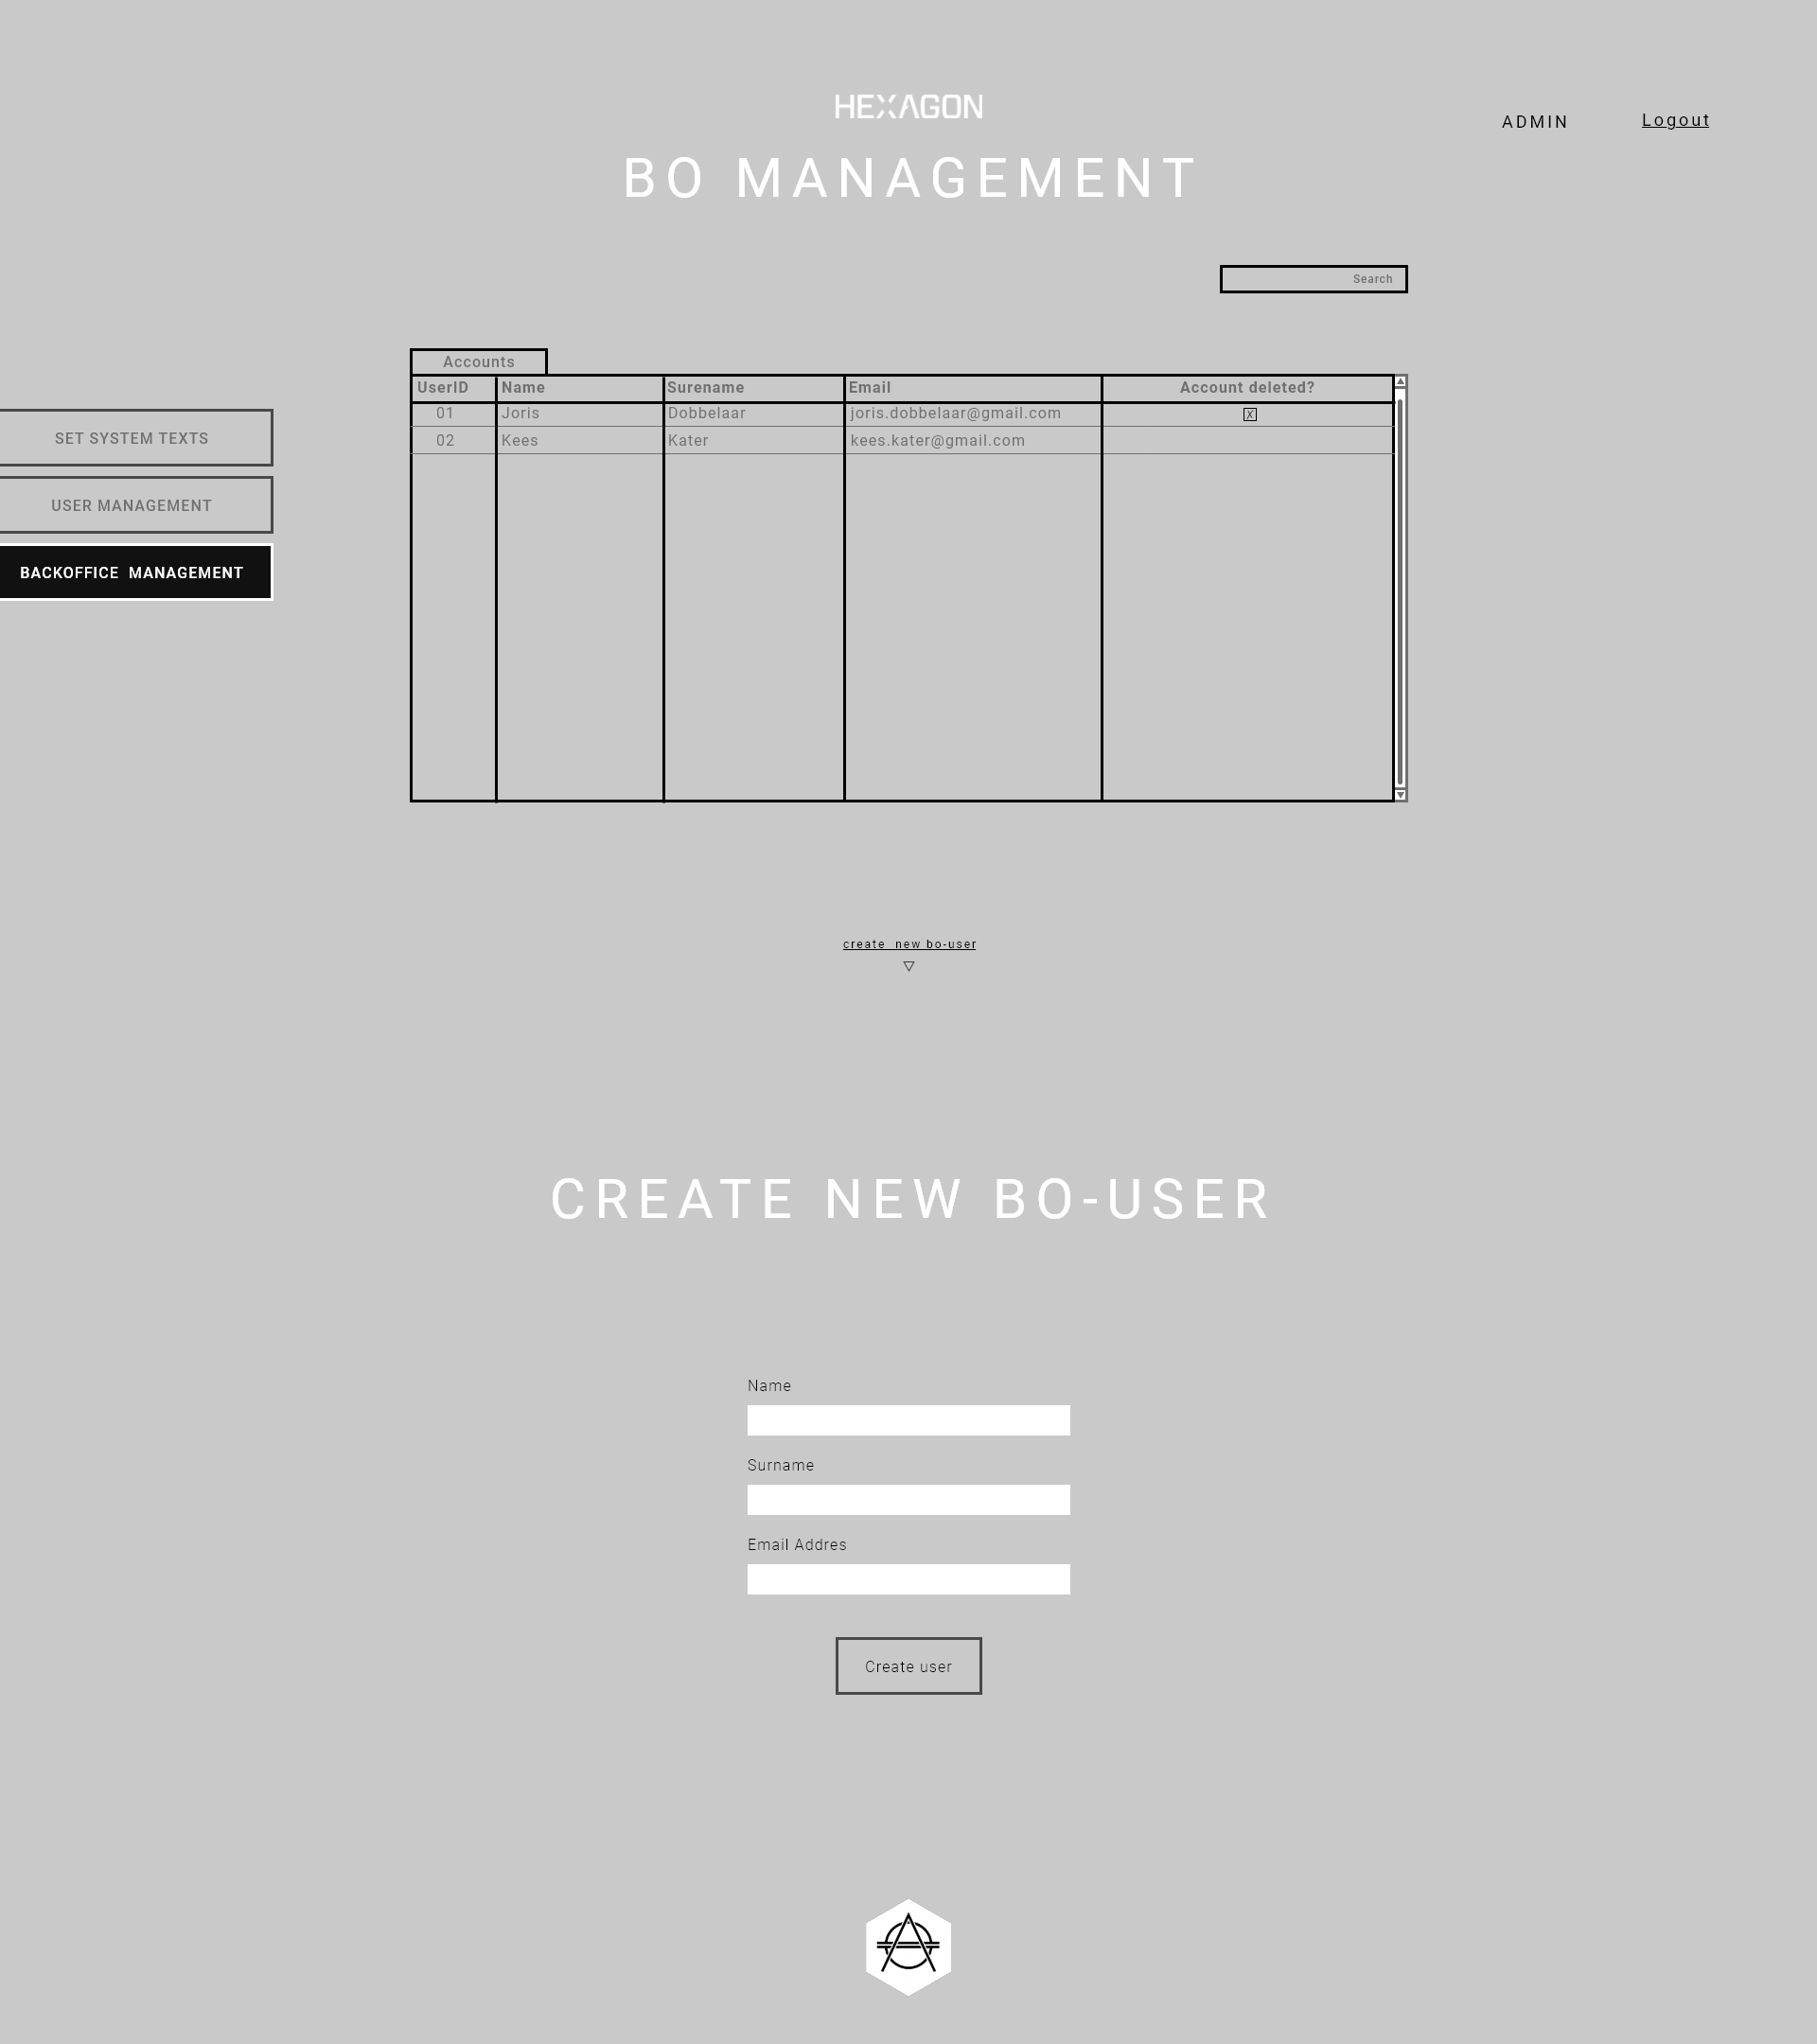 HEXAGON
ADMIN
Logout
BO MANAGEMENT
Search
Accounts
UserID Name Surename Email Account deleted?
01 Joris Dobbelaar joris.dobbelaar@gmail.com X
02 Kees Kater kees.kater@gmail.com
SET SYSTEM TEXTS
USER MANAGEMENT
BACKOFFICE MANAGEMENT
create new bo-user
CREATE NEW BO-USER
Name
Surname
Email Addres
Create user